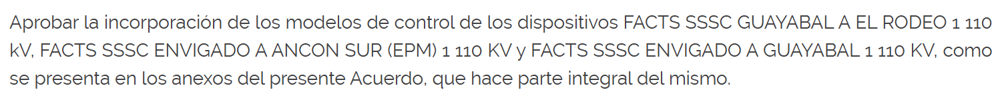 Aprobar la incorporación de los modelos de control de los dispositivos FACTS SSSC GUAYABAL A EL RODEO 1 110
kV, FACTS SSSC ENVIGADO A ANCON SUR (EPM) 1 110 KV y FACTS SSSC ENVIGADO A GUAYABAL 1 110 KV, como
se presenta en los anexos del presente Acuerdo, que hace parte integral del mismo.